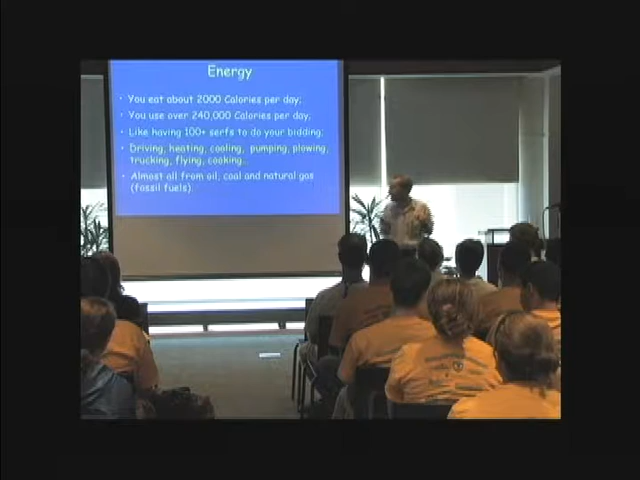 Energy
• You eat about 2000 Calories per day;
• You use over 240,000 Calories per day;
• Like having 100+ serfs to do your bidding;
• Driving, heating, cooling, pumping, plowing,
trucking, flying, cooking…
• Almost all from oil, coal and natural gas
(fossil fuels).